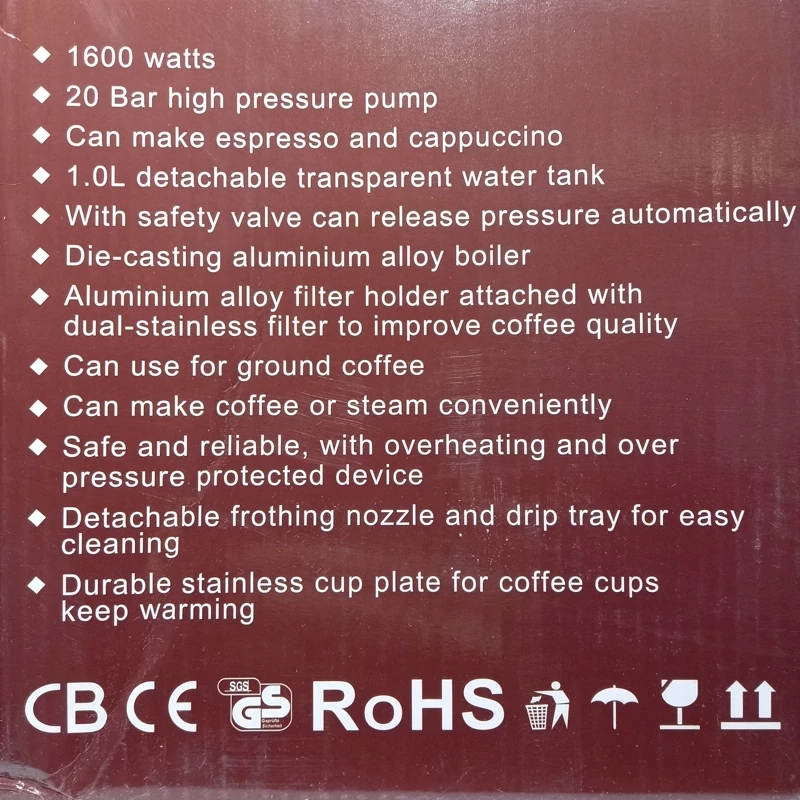 ◆ 1600 watts
◆ 20 Bar high pressure pump
◆ Can make espresso and cappuccino
◆ 1.0L detachable transparent water tank
◆ With safety valve can release pressure automatically
◆ Die-casting aluminium alloy boiler
◆ Aluminium alloy filter holder attached with
dual-stainless filter to improve coffee quality
◆ Can use for ground coffee
◆ Can make coffee or steam conveniently
◆ Safe and reliable, with overheating and over
pressure protected device
◆ Detachable frothing nozzle and drip tray for easy
cleaning
◆ Durable stainless cup plate for coffee cups
keep warming
CB CE SGS GS geprüfte Sicherheit RoHS